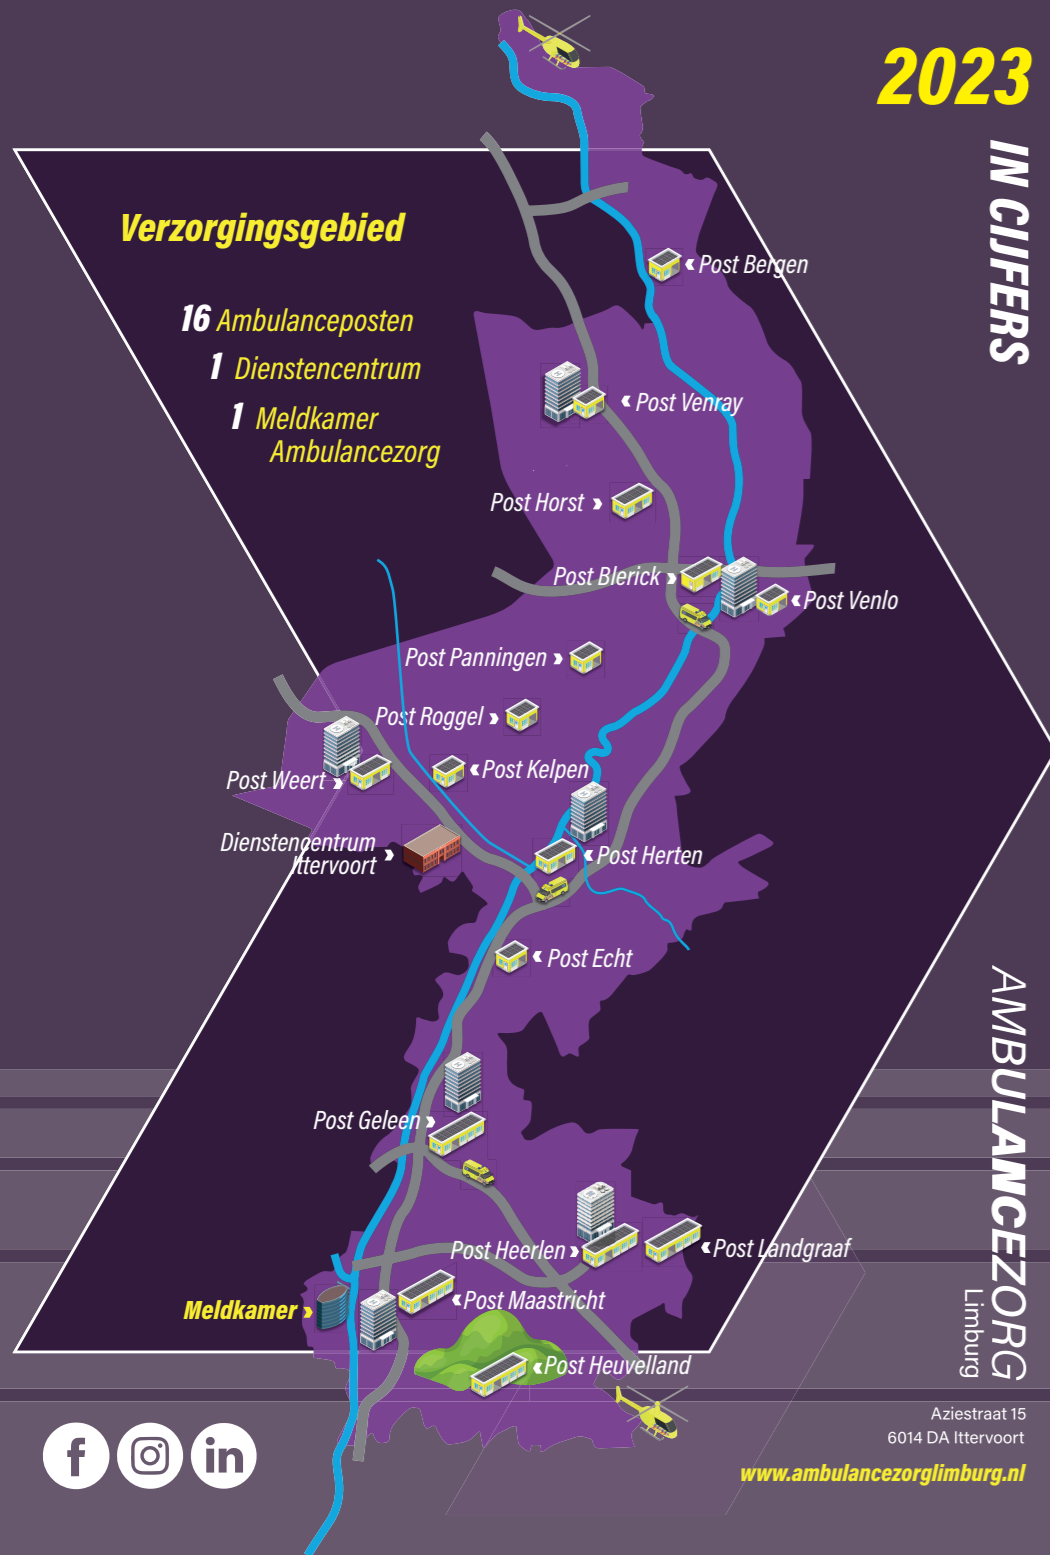 2023
IN CIJFERS
Verzorgingsgebied
16 Ambulanceposten
1 Dienstencentrum
1 Meldkamer
Ambulancezorg
Post Bergen
Post Venray
Post Horst
Post Blerick
Post Venlo
Post Panningen
Post Roggel
Post Kelpen
Post Weert
Dienstencentrum
Ittervoort
Post Herten
Post Echt
Post Geleen
Post Heerlen
Post Landgraaf
Post Maastricht
Meldkamer
Post Heuvelland
AMBULANCEZORG
Limburg
Aziestraat 15
6014 DA Ittervoort
www.ambulancezorglimburg.nl